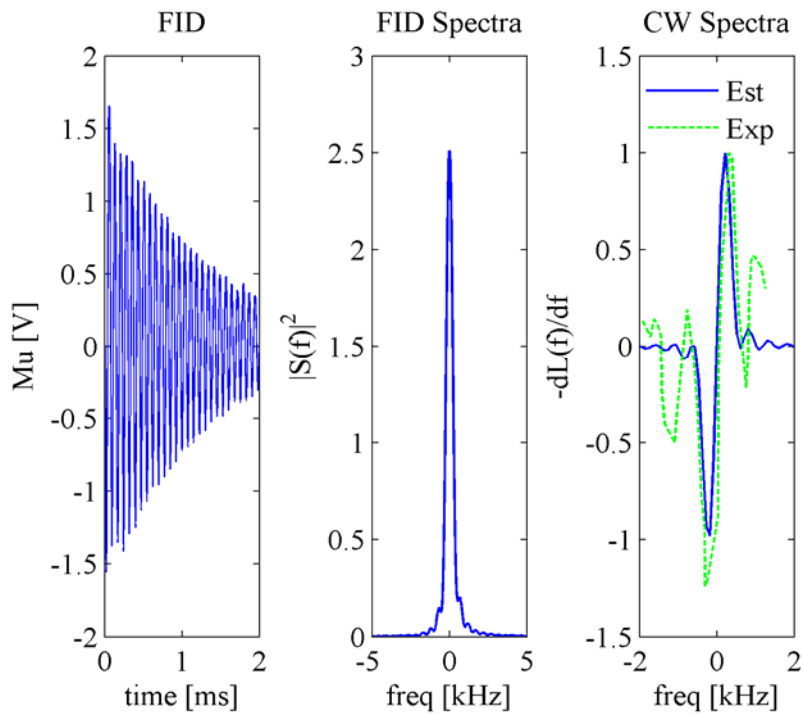 FID
FID Spectra
CW Spectra
2
1.5
1
0.5
0
-0.5
-1
-1.5
-2
Mu [V]
0
1
2
time [ms]
3
2.5
2
1.5
1
0.5
0
|S(f)|²
-5
0
5
freq [kHz]
1.5
1
0.5
0
-0.5
-1
-1.5
-dL(f)/df
Est
Exp
-2
0
2
freq [kHz]